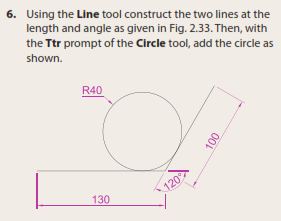 6. Using the Line tool construct the two lines at the
length and angle as given in Fig. 2.33. Then, with
the Ttr prompt of the Circle tool, add the circle as
shown.
R40
100
120°
130